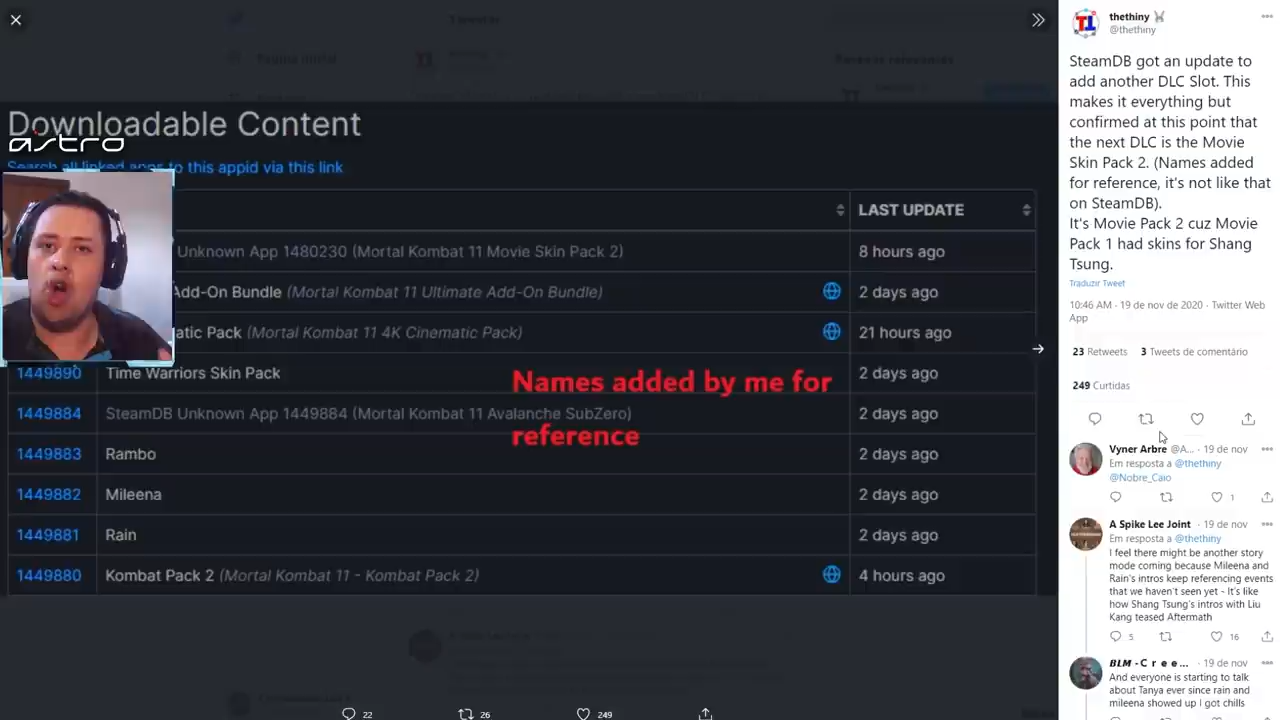 Downloadable Content
astro
Search all linked apps to this appid via this link
LAST UPDATE
Unknown App 1480230 (Mortal Kombat 11 Movie Skin Pack 2)
8 hours ago
Add-On Bundle (Mortal Kombat 11 Ultimate Add-On Bundle)
2 days ago
atic Pack (Mortal Kombat 11 4K Cinematic Pack)
21 hours ago
1449890 Time Warriors Skin Pack
2 days ago
Names added by me for
1449884 SteamDB Unknown App 1449884 (Mortal Kombat 11 Avalanche SubZero)
2 days ago
reference
1449883 Rambo
2 days ago
1449882 Mileena
2 days ago
1449881 Rain
2 days ago
1449880 Kombat Pack 2 (Mortal Kombat 11 - Kombat Pack 2)
4 hours ago
22 26 249
thethiny
@thethiny
SteamDB got an update to
add another DLC Slot. This
makes it everything but
confirmed at this point that
the next DLC is the Movie
Skin Pack 2. (Names added
for reference, it's not like that
on SteamDB).
It's Movie Pack 2 cuz Movie
Pack 1 had skins for Shang
Tsung.
Traduzir Tweet
10:46 AM · 19 de nov de 2020 · Twitter Web
App
23 Retweets 3 Tweets de comentário
249 Curtidas
Vyner Arbre @A... · 19 de nov
Em resposta a @thethiny
@Nobre_Caio
1
A Spike Lee Joint · 19 de nov
Em resposta a @thethiny
I feel there might be another story
mode coming because Mileena and
Rain's intros keep referencing events
that we haven't seen yet - It's like
how Shang Tsung's intros with Liu
Kang teased Aftermath
5 16
BLM - C r e e... · 19 de nov
And everyone is starting to talk
about Tanya ever since rain and
mileena showed up I got chills